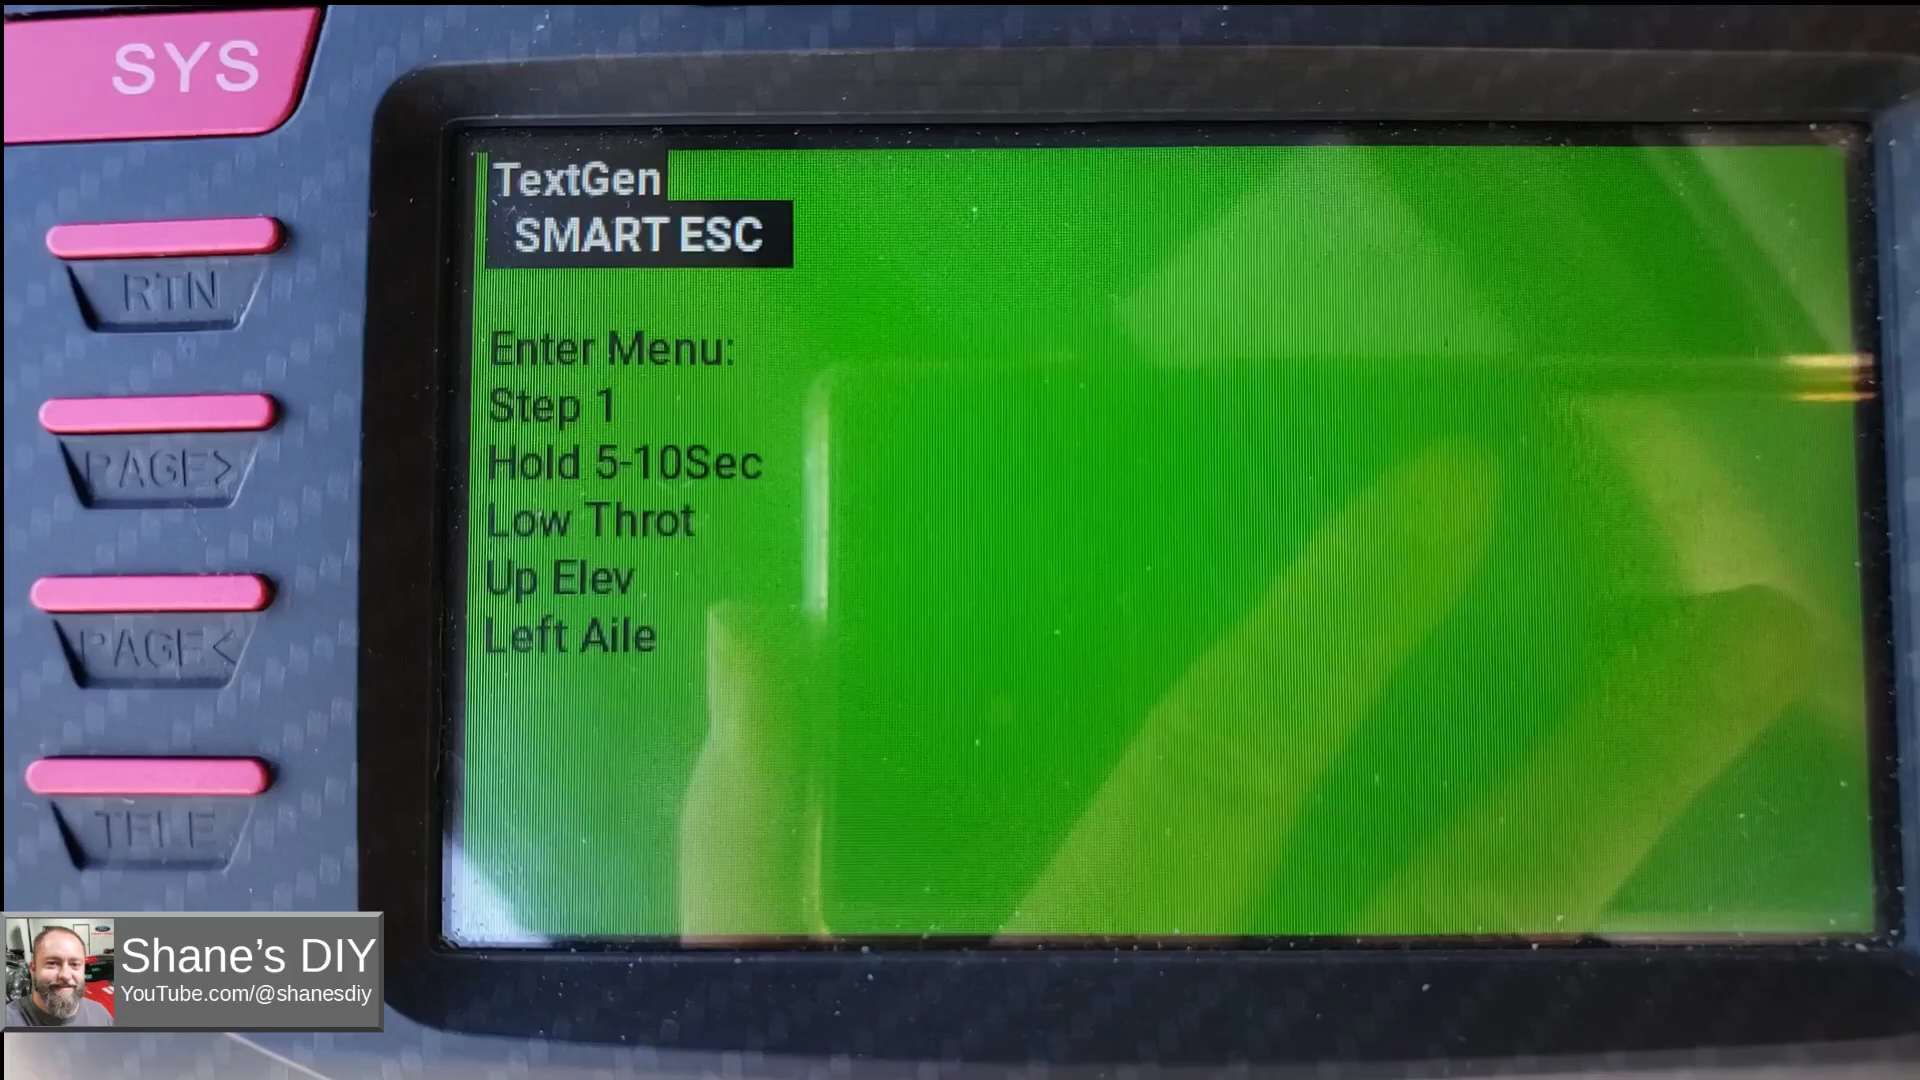 SYS
RTN
PAGE>
PAGE<
TELE
TextGen
SMART ESC
Enter Menu:
Step 1
Hold 5-10Sec
Low Throt
Up Elev
Left Aile
Shane’s DIY
YouTube.com/@shanesdiy